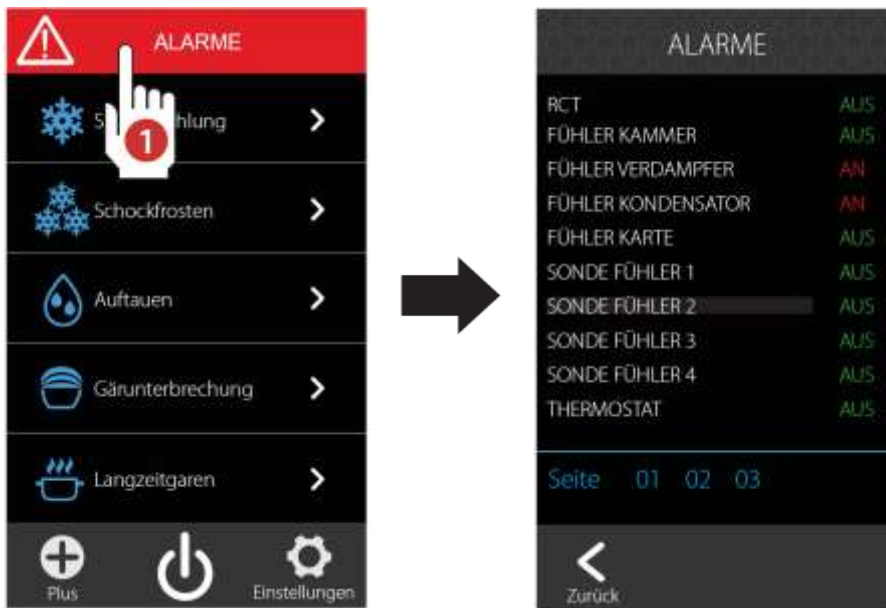 ALARME
1
hlung
Schockfrosten
Auftauen
Gärunterbrechung
Langzeitgaren
Plus
Einstellungen
ALARME
RCT AUS
FÜHLER KAMMER AUS
FÜHLER VERDAMPFER AN
FÜHLER KONDENSATOR AN
FÜHLER KARTE AUS
SONDE FÜHLER 1 AUS
SONDE FÜHLER 2 AUS
SONDE FÜHLER 3 AUS
SONDE FÜHLER 4 AUS
THERMOSTAT AUS
Seite 01 02 03
Zurück